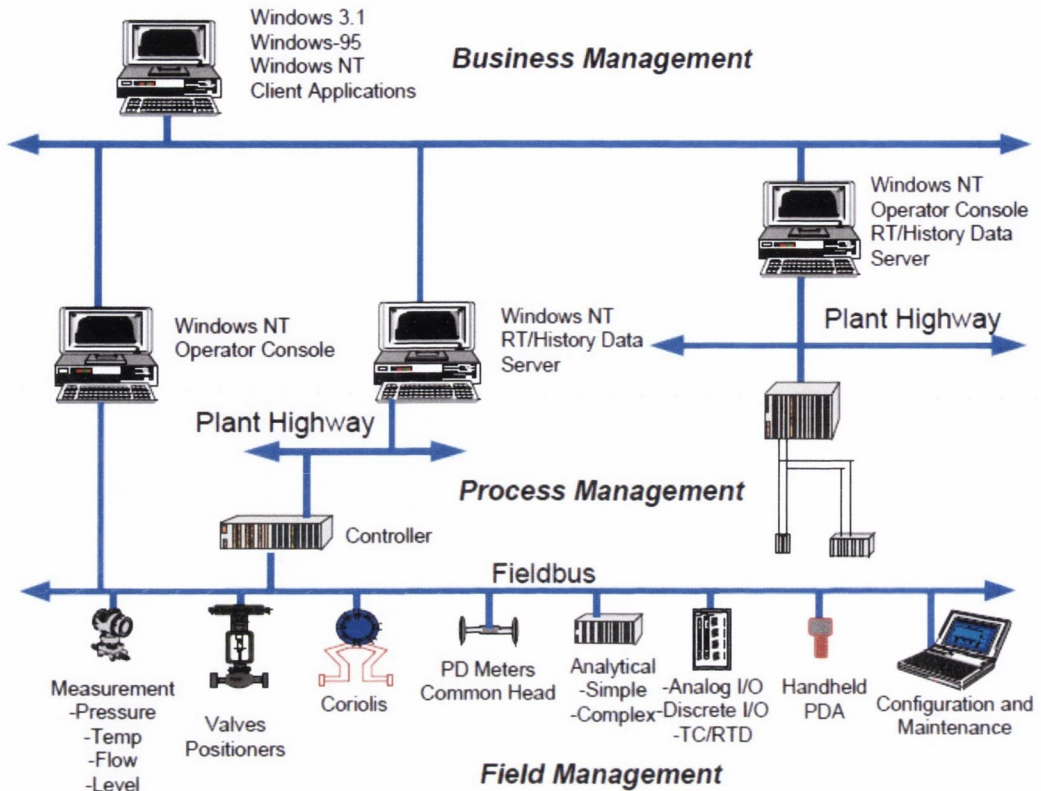 Windows 3.1
Windows-95
Windows NT
Client Applications
Business Management
Windows NT
Operator Console
RT/History Data
Server
Windows NT
Operator Console
Windows NT
RT/History Data
Server
Plant Highway
Plant Highway
Process Management
Controller
Fieldbus
Measurement
-Pressure
-Temp
-Flow
-Level
Valves
Positioners
Coriolis
PD Meters
Common Head
Analytical
-Simple
-Complex
-Analog I/O
-Discrete I/O
-TC/RTD
Handheld
PDA
Configuration and
Maintenance
Field Management